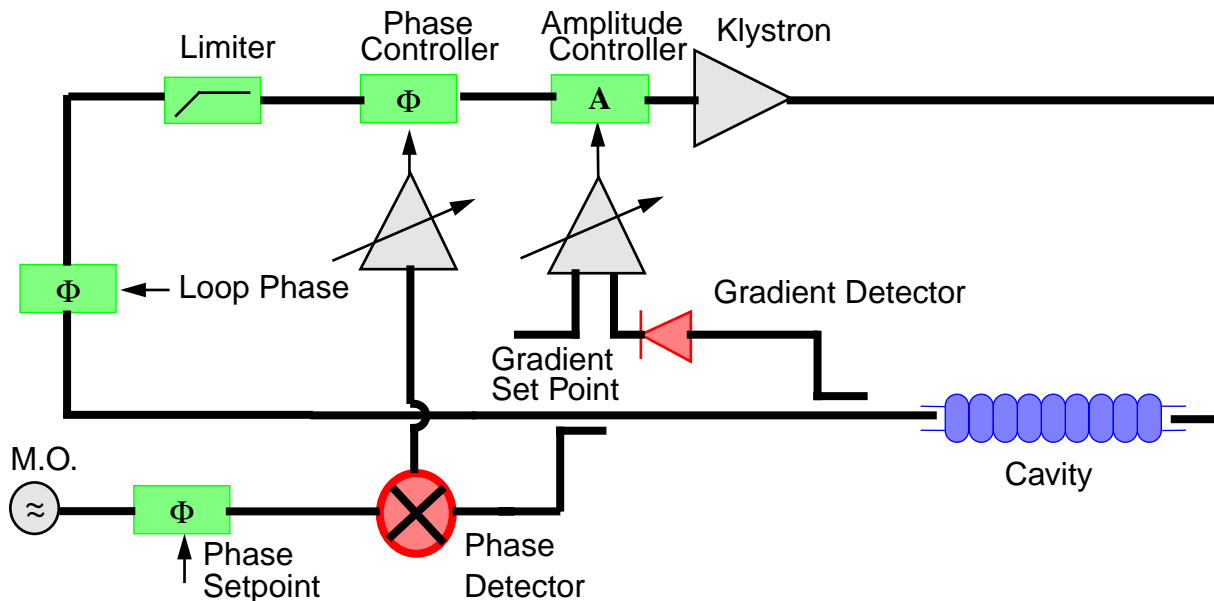 Phase
Controller
Amplitude
Controller
Klystron
Limiter
Φ
A
Φ
Loop Phase
Gradient Detector
Gradient
Set Point
M.O.
≈
Φ
Cavity
Phase
Setpoint
Phase
Detector